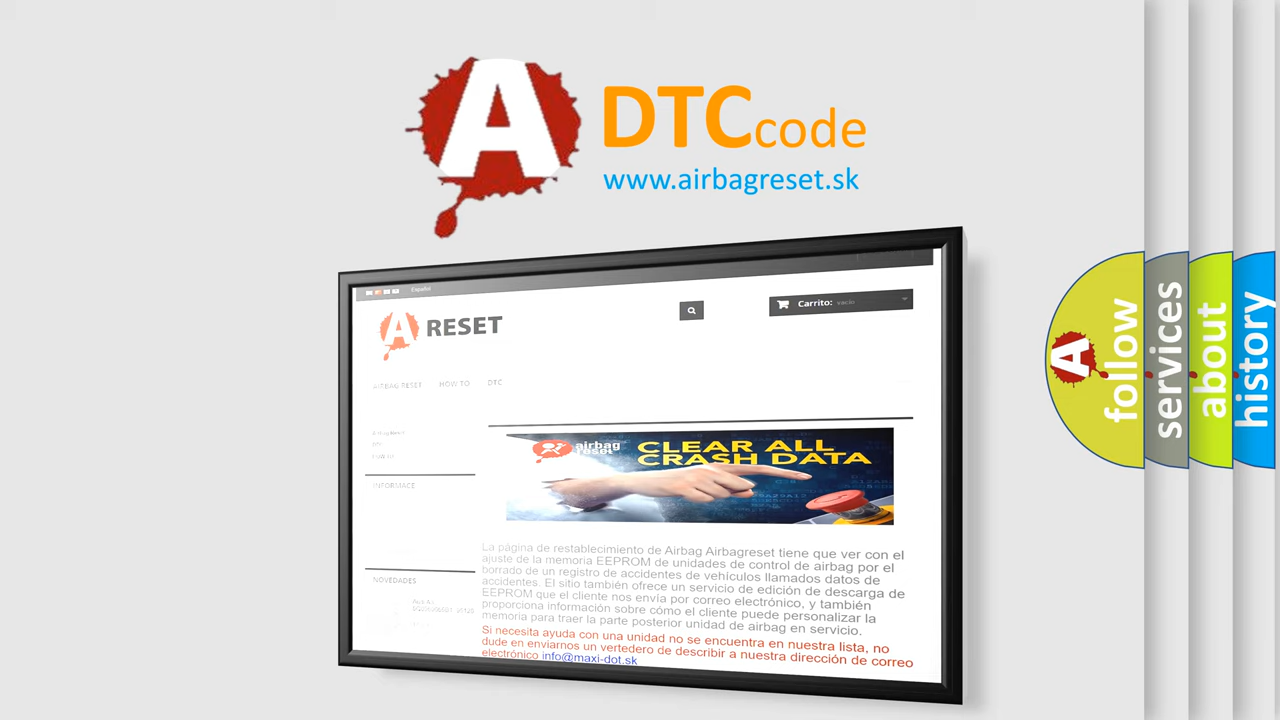 A
DTCcode
www.airbagreset.sk
Español
A RESET
Carrito: vacío
AIRBAG RESET HOW TO DTC
INFORMACE
airbag
reset
CLEAR ALL
CRASH DATA
La página de restablecimiento de Airbag Airbagreset tiene que ver con el
ajuste de la memoria EEPROM de unidades de control de airbag por el
borrado de un registro de accidentes de vehículos llamados datos de
accidentes. El sitio también ofrece un servicio de edición de descarga de
EEPROM que el cliente nos envía por correo electrónico, y también
proporciona información sobre cómo el cliente puede personalizar la
memoria para traer la parte posterior unidad de airbag en servicio.
Si necesita ayuda con una unidad no se encuentra en nuestra lista, no
dude en enviarnos un vertedero de describir a nuestra dirección de correo
electrónico info@maxi-dot.sk
NOVEDADES
A
follow
services
about
history